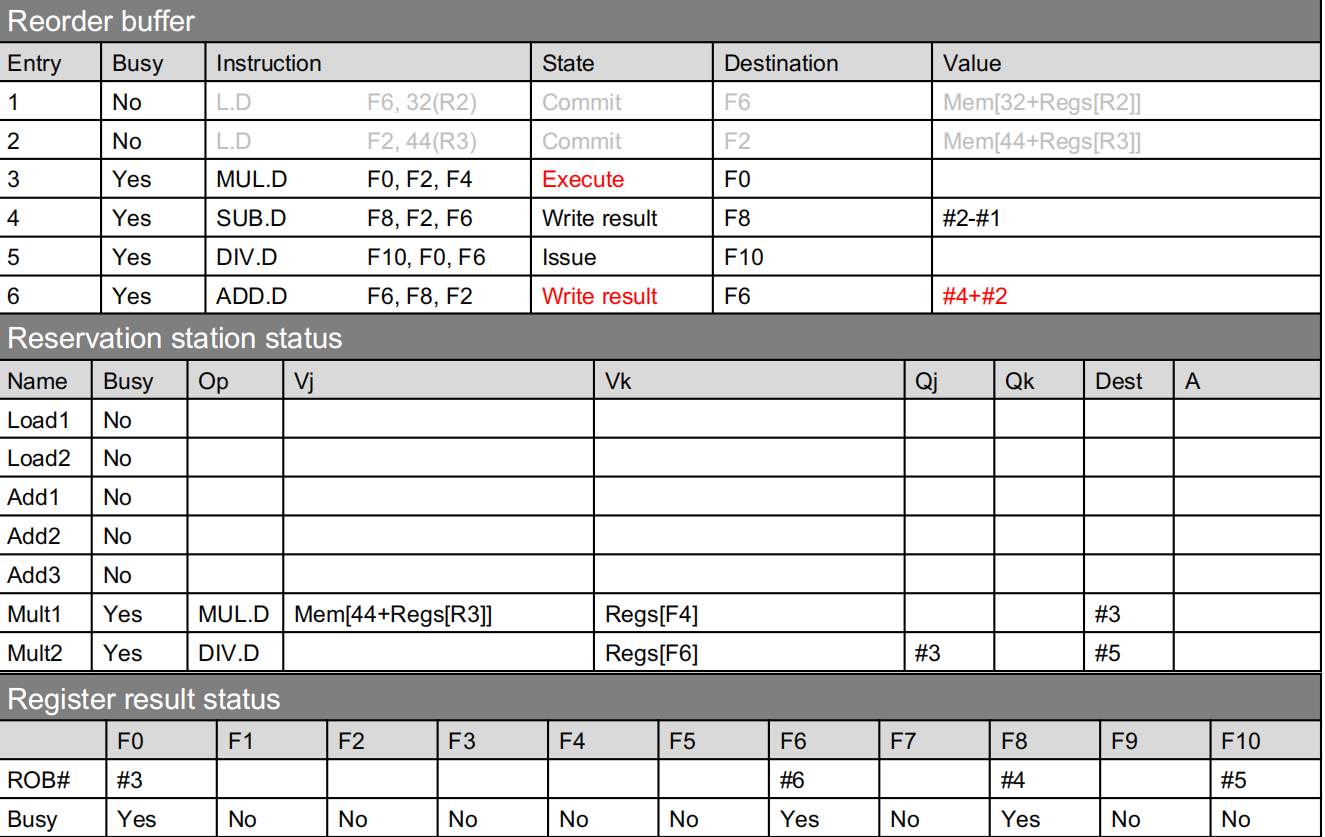 Reorder buffer
Entry Busy Instruction State Destination Value
1 No L.D F6, 32(R2) Commit F6 Mem[32+Regs[R2]]
2 No L.D F2, 44(R3) Commit F2 Mem[44+Regs[R3]]
3 Yes MUL.D F0, F2, F4 Execute F0
4 Yes SUB.D F8, F2, F6 Write result F8 #2-#1
5 Yes DIV.D F10, F0, F6 Issue F10
6 Yes ADD.D F6, F8, F2 Write result F6 #4+#2
Reservation station status
Name Busy Op Vj Vk Qj Qk Dest A
Load1 No
Load2 No
Add1 No
Add2 No
Add3 No
Mult1 Yes MUL.D Mem[44+Regs[R3]] Regs[F4] #3
Mult2 Yes DIV.D Regs[F6] #3 #5
Register result status
F0 F1 F2 F3 F4 F5 F6 F7 F8 F9 F10
ROB# #3 #6 #4 #5
Busy Yes No No No No No Yes No Yes No No